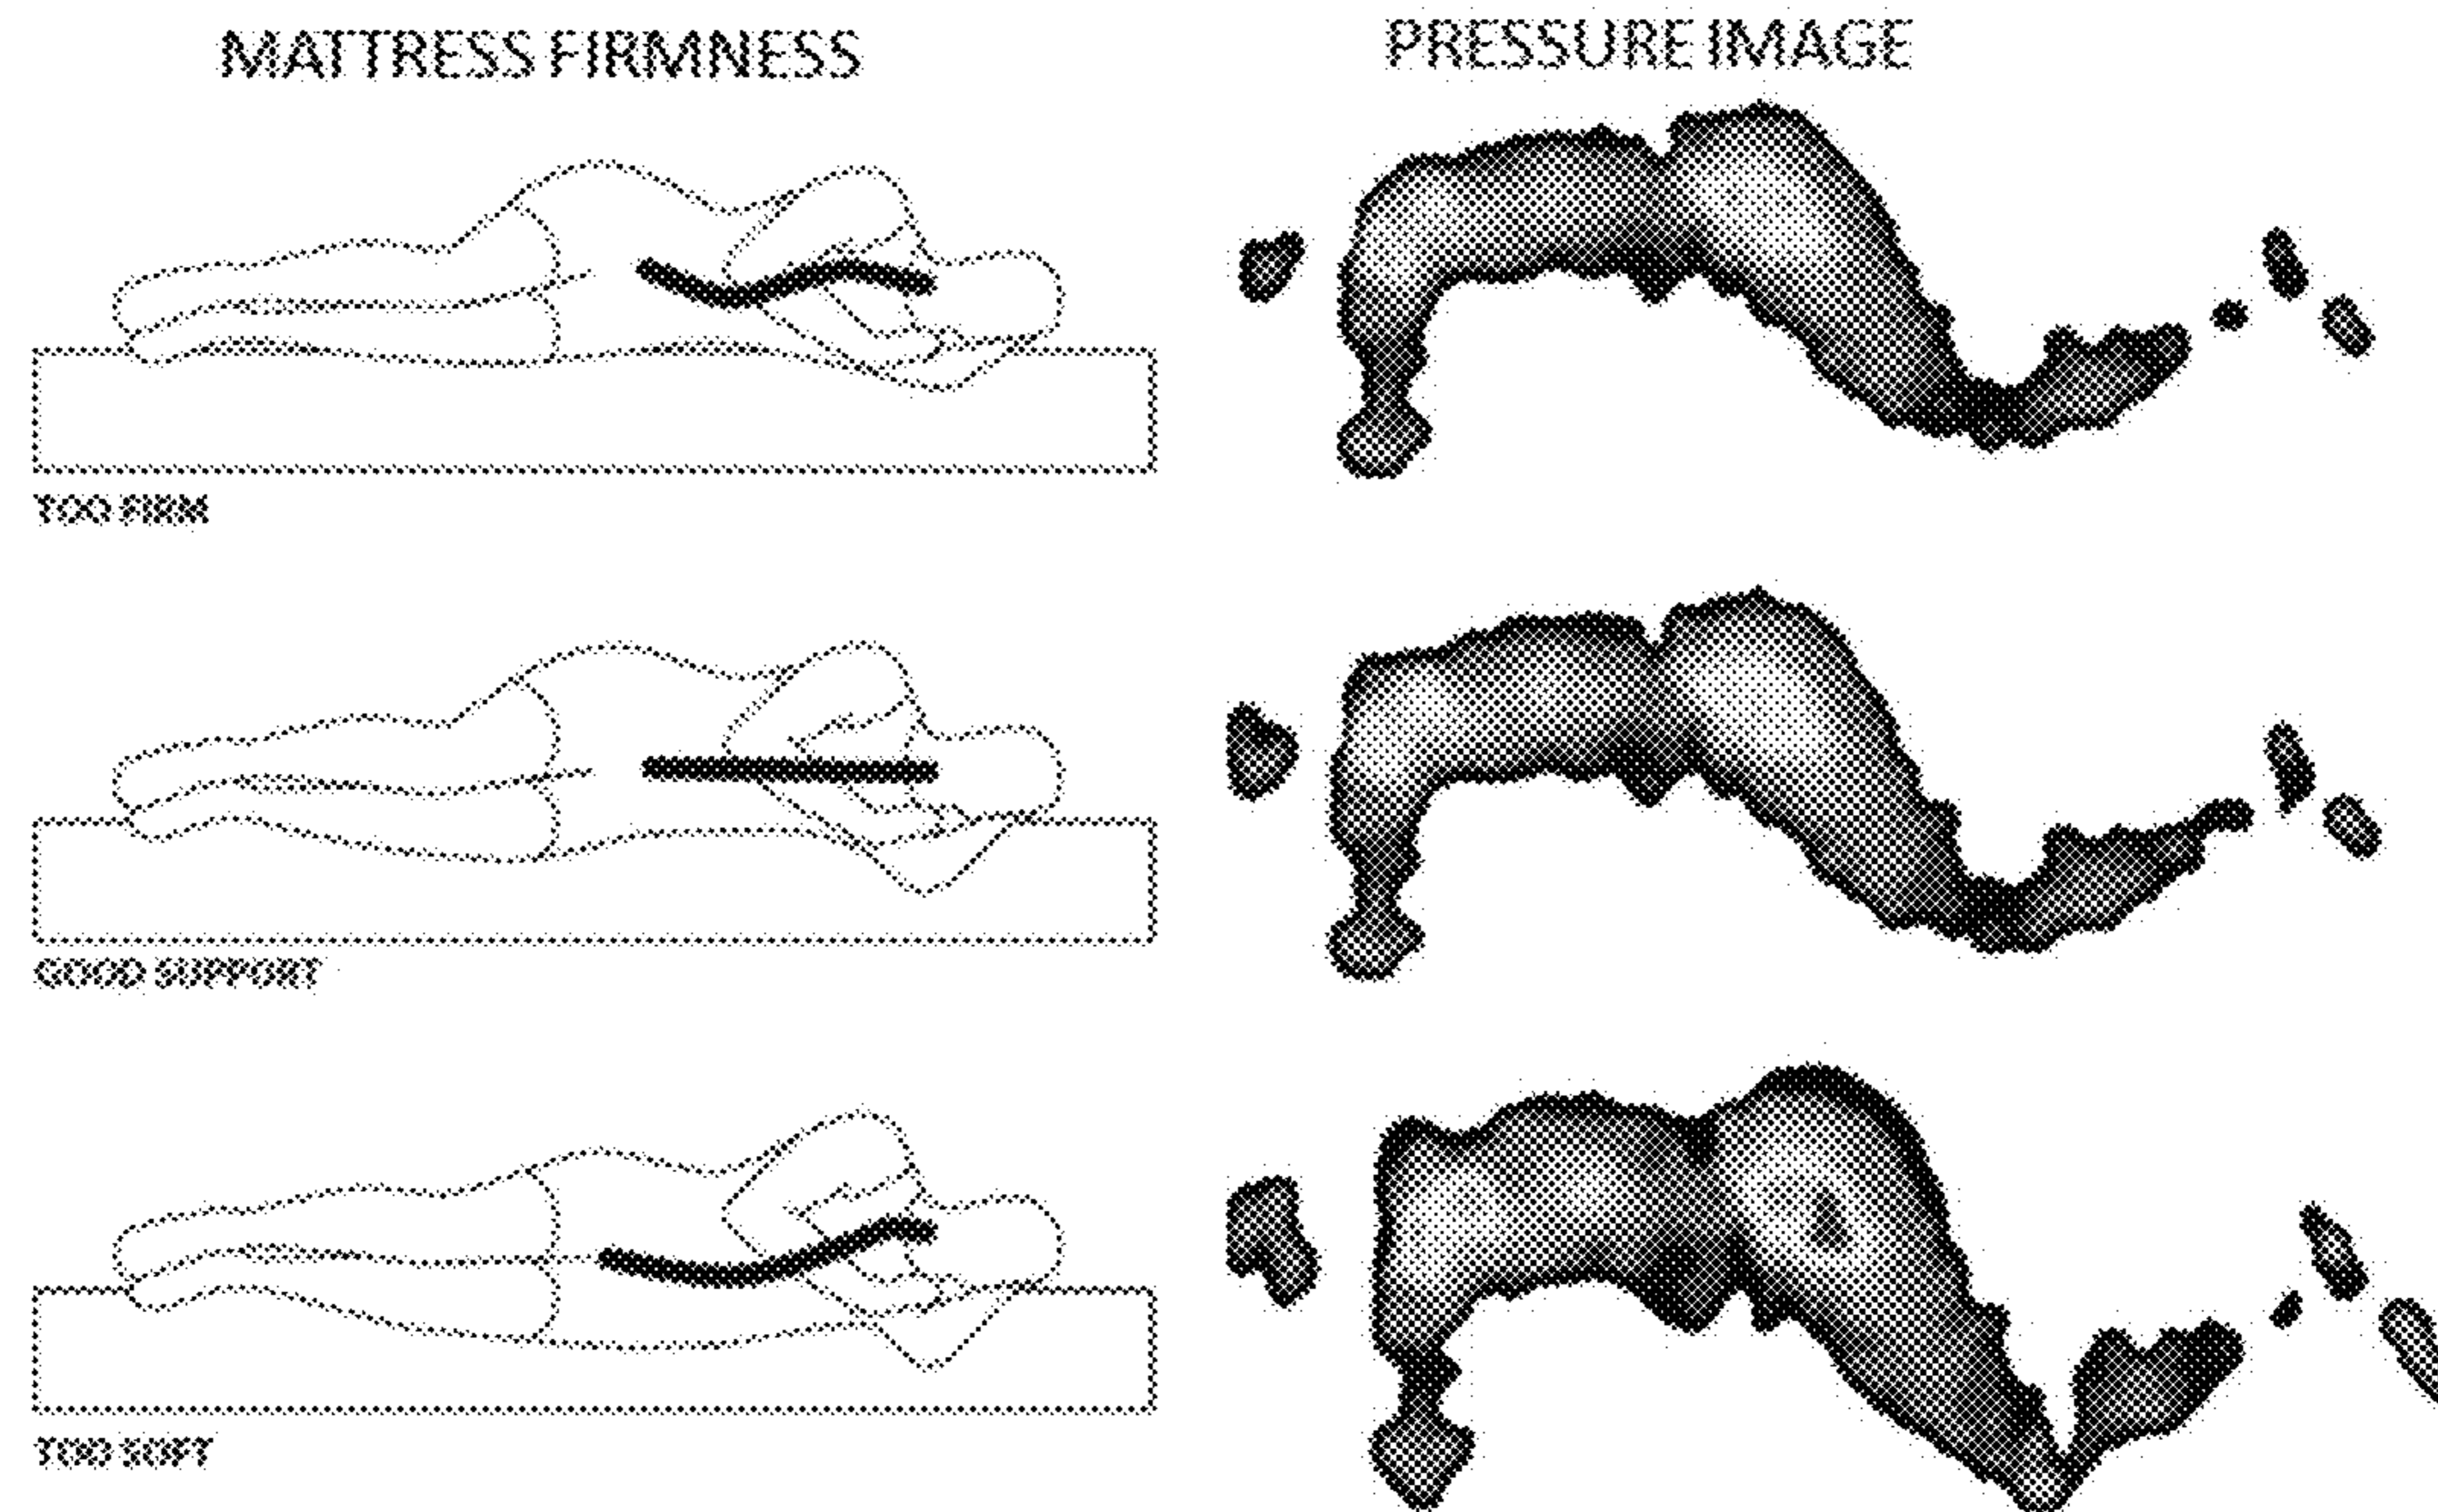 MATTRESS FIRMNESS
PRESSURE IMAGE
TOO FIRM
GOOD SUPPORT
TOO SOFT